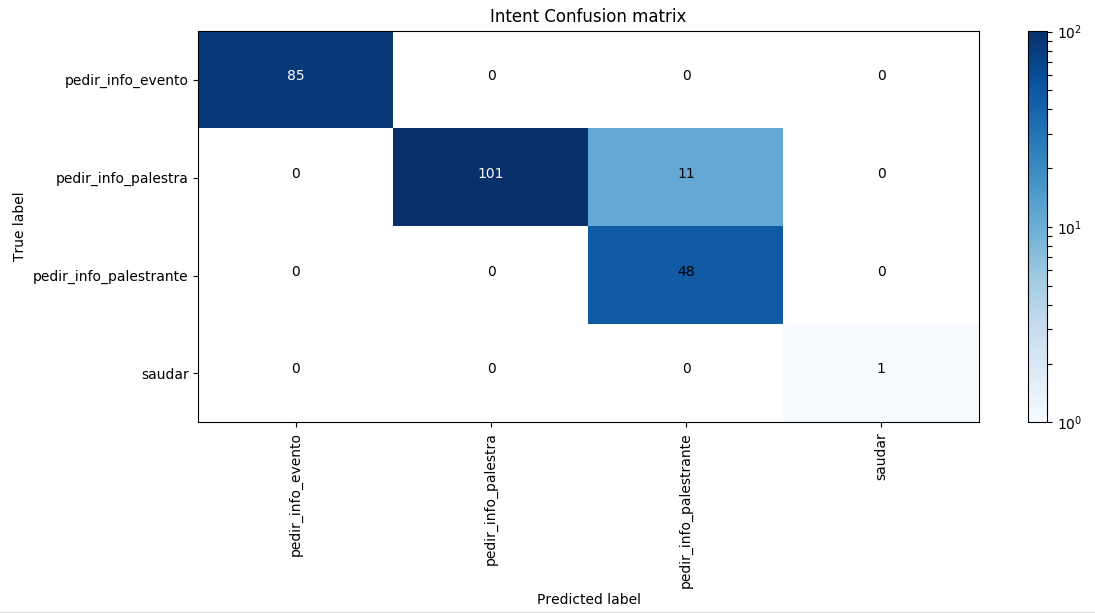 Intent Confusion matrix
pedir_info_evento
85 0 0 0
pedir_info_palestra
0 101 11 0
pedir_info_palestrante
0 0 48 0
saudar
0 0 0 1
True label
pedir_info_evento
pedir_info_palestra
pedir_info_palestrante
saudar
Predicted label
10²
10¹
10⁰